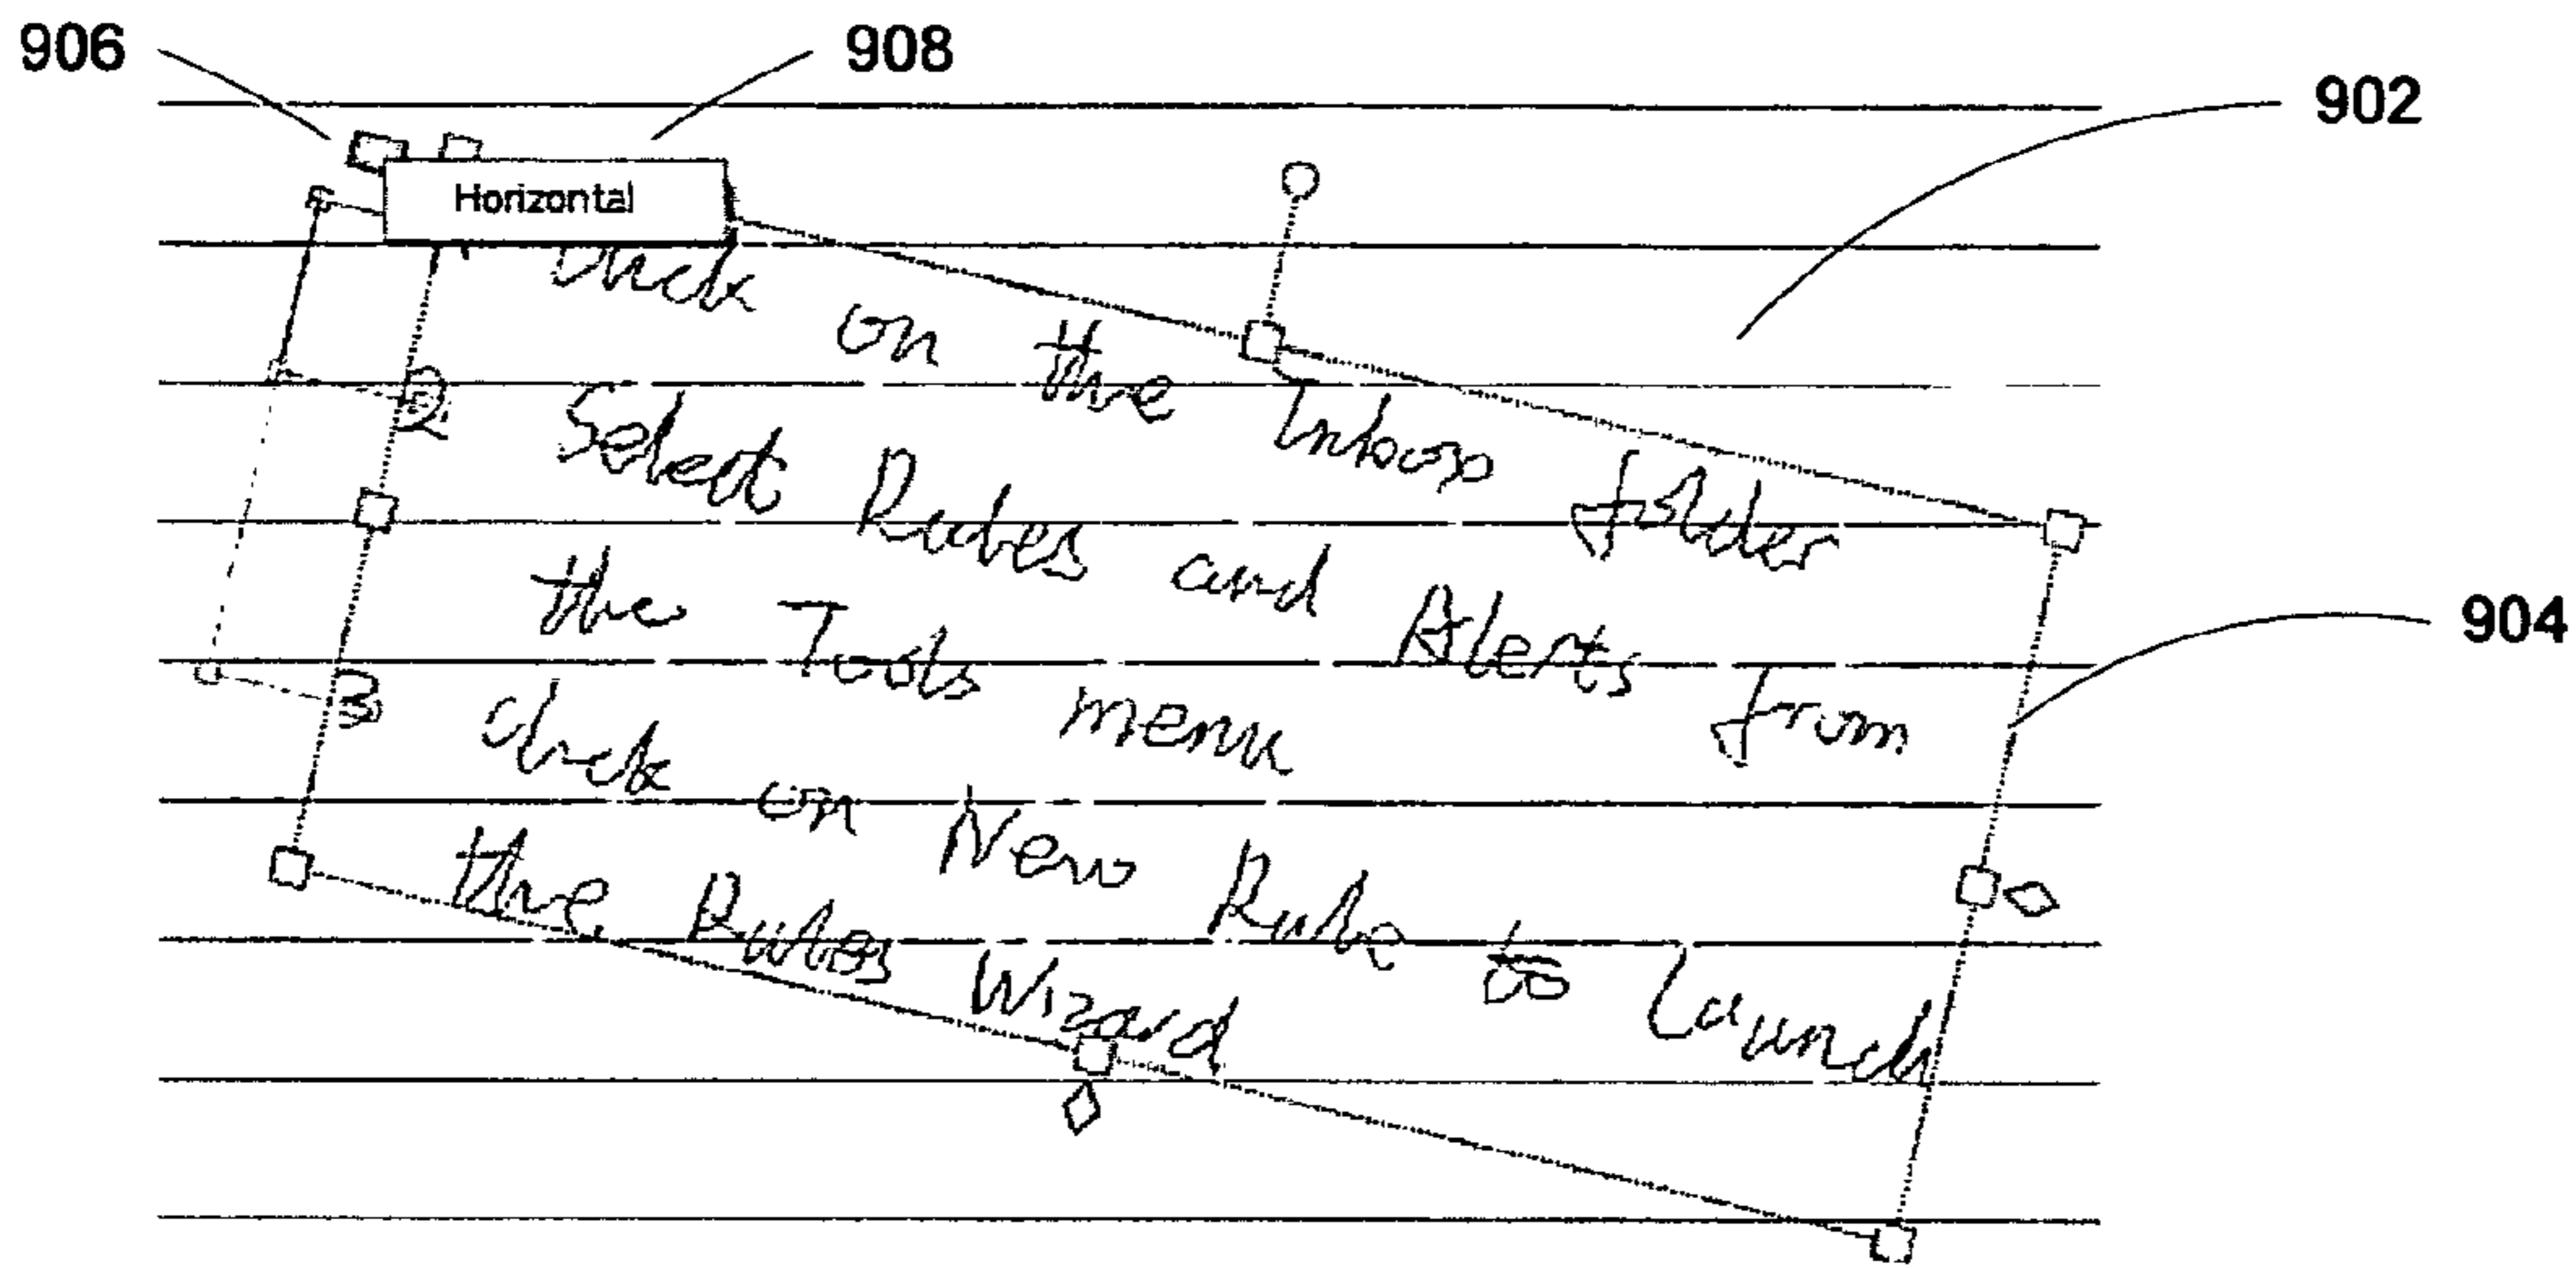 906 908
902
Horizontal
on the Inbox folder
2 Select Rules and Alerts from
904
the Tools menu
3 click on New Rule to launch
the Rules Wizard